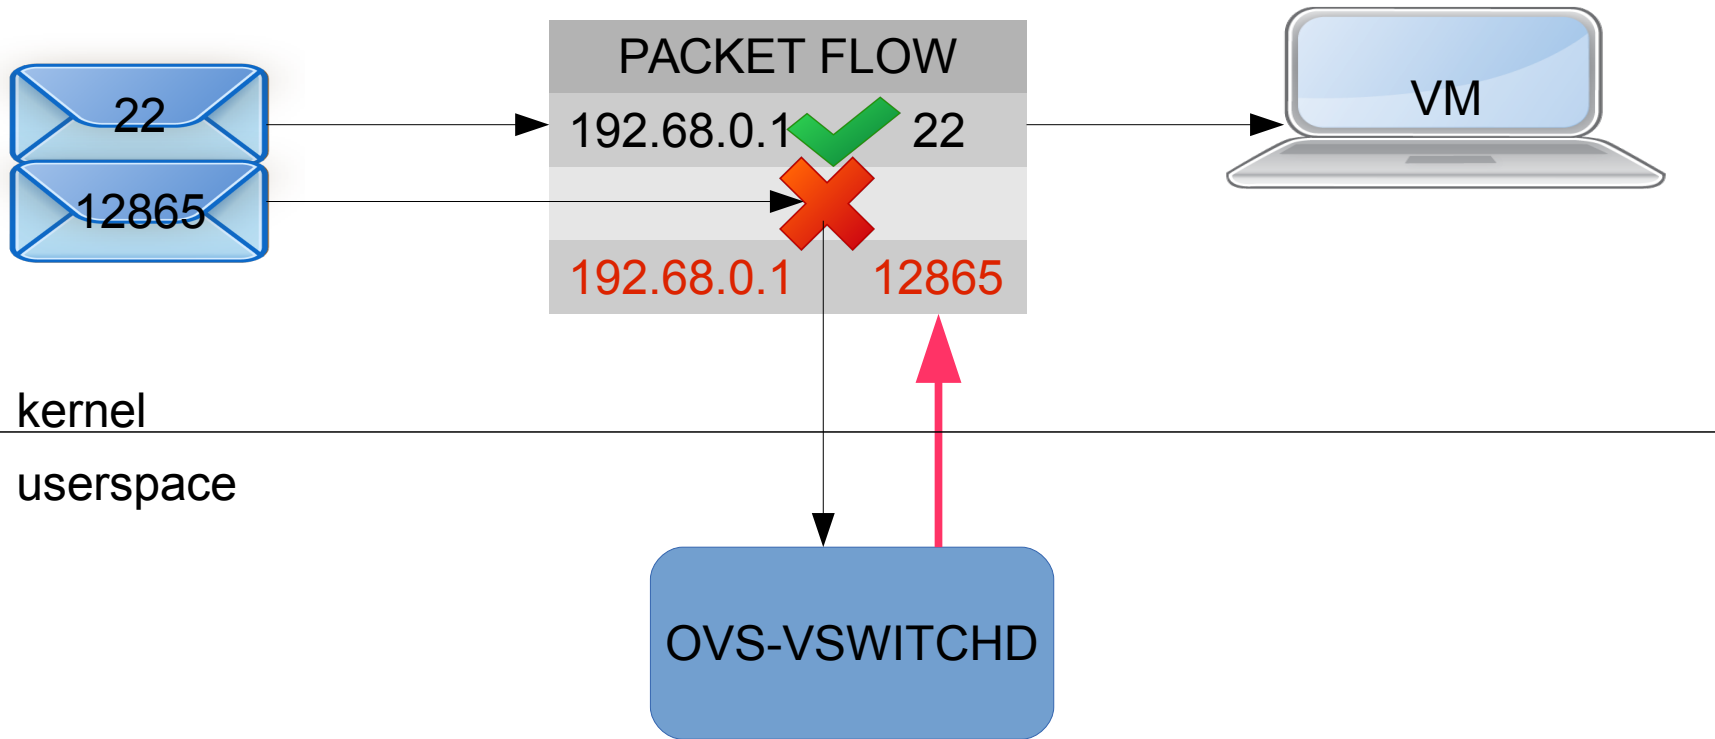 PACKET FLOW
22
192.68.0.1 22
VM
12865
192.68.0.1 12865
kernel
userspace
OVS-VSWITCHD